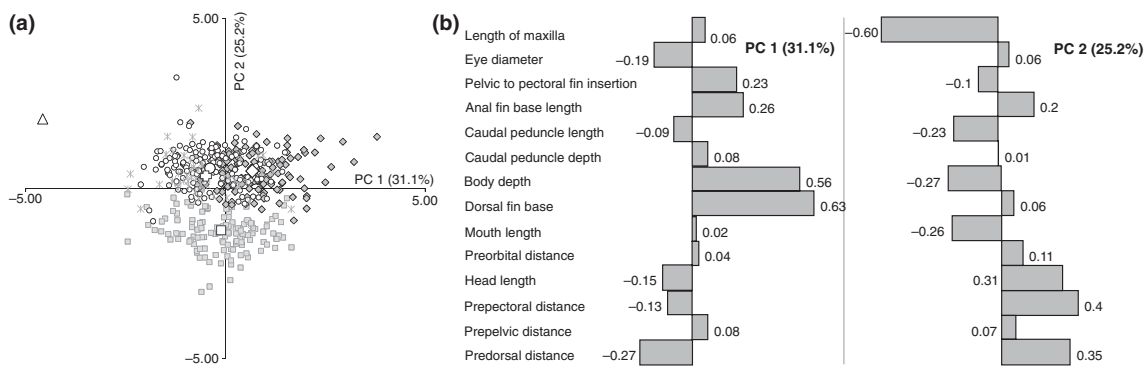 (a)
5.00
PC 2 (25.2%)
PC 1 (31.1%)
−5.00
5.00
−5.00
(b)
PC 1 (31.1%)
PC 2 (25.2%)
Length of maxilla 0.06 −0.60
Eye diameter −0.19 0.06
Pelvic to pectoral fin insertion 0.23 −0.1
Anal fin base length 0.26 0.2
Caudal peduncle length −0.09 −0.23
Caudal peduncle depth 0.08 0.01
Body depth 0.56 −0.27
Dorsal fin base 0.63 0.06
Mouth length 0.02 −0.26
Preorbital distance 0.04 0.11
Head length −0.15 0.31
Prepectoral distance −0.13 0.4
Prepelvic distance 0.08 0.07
Predorsal distance −0.27 0.35